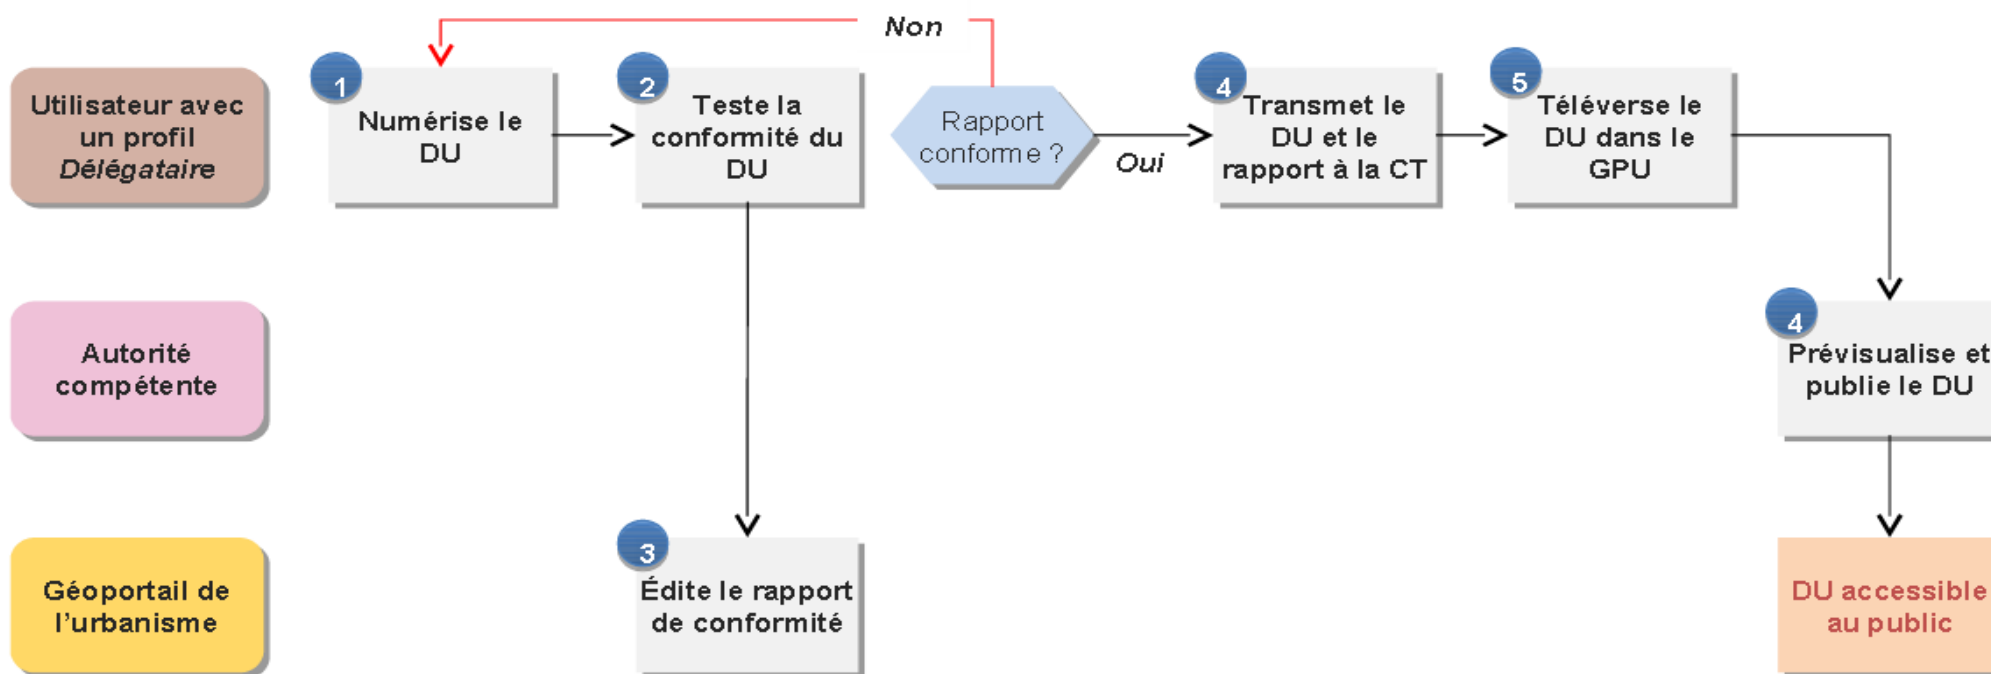 Non
Utilisateur avec
un profil
Délégataire
1
Numérise le
DU
2
Teste la
conformité du
DU
Rapport
conforme ?
Oui
4
Transmet le
DU et le
rapport à la CT
5
Téléverse le
DU dans le
GPU
Autorité
compétente
4
Prévisualise et
publie le DU
Géoportail de
l'urbanisme
3
Édite le rapport
de conformité
DU accessible
au public